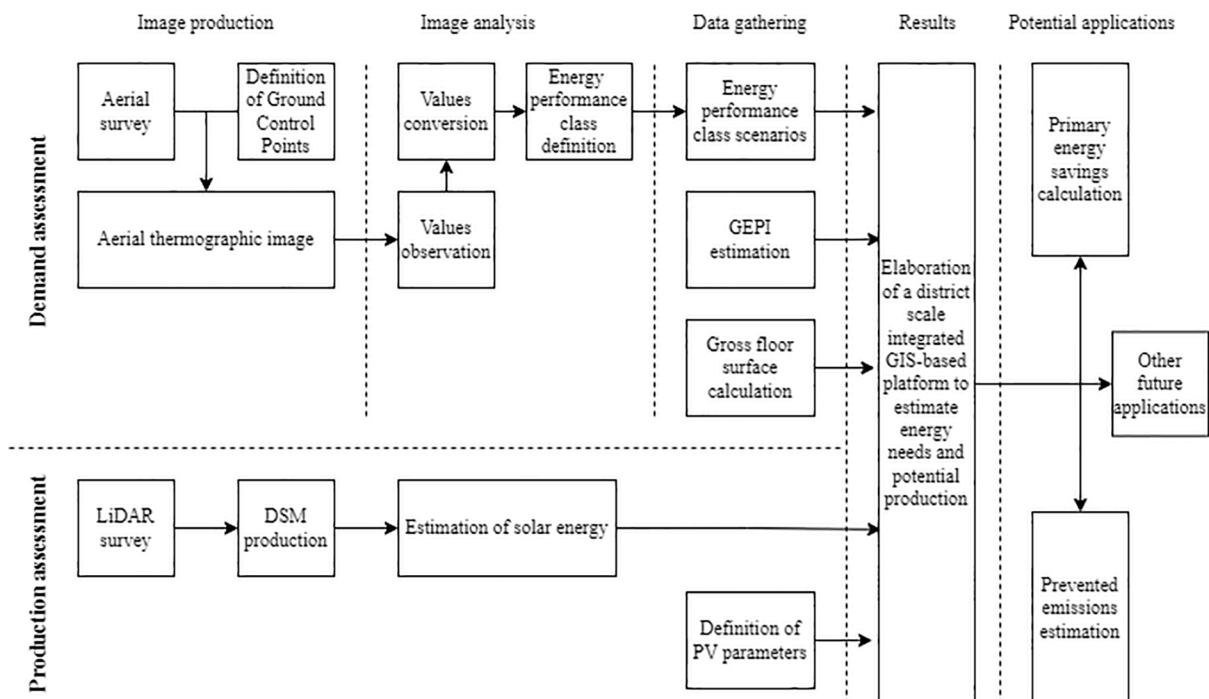 Image production
Image analysis
Data gathering
Results
Potential applications
Demand assessment
Aerial
survey
Definition
of Ground
Control
Points
Values
conversion
Energy
performance
class
definition
Energy
performance
class scenarios
Primary
energy
savings
calculation
Aerial thermographic image
Values
observation
GEPI
estimation
Elaboration
of a district
scale
integrated
GIS-based
platform to
estimate
energy
needs and
potential
production
Gross floor
surface
calculation
Other
future
applications
Production assessment
LiDAR
survey
DSM
production
Estimation of solar energy
Definition of
PV parameters
Prevented
emissions
estimation